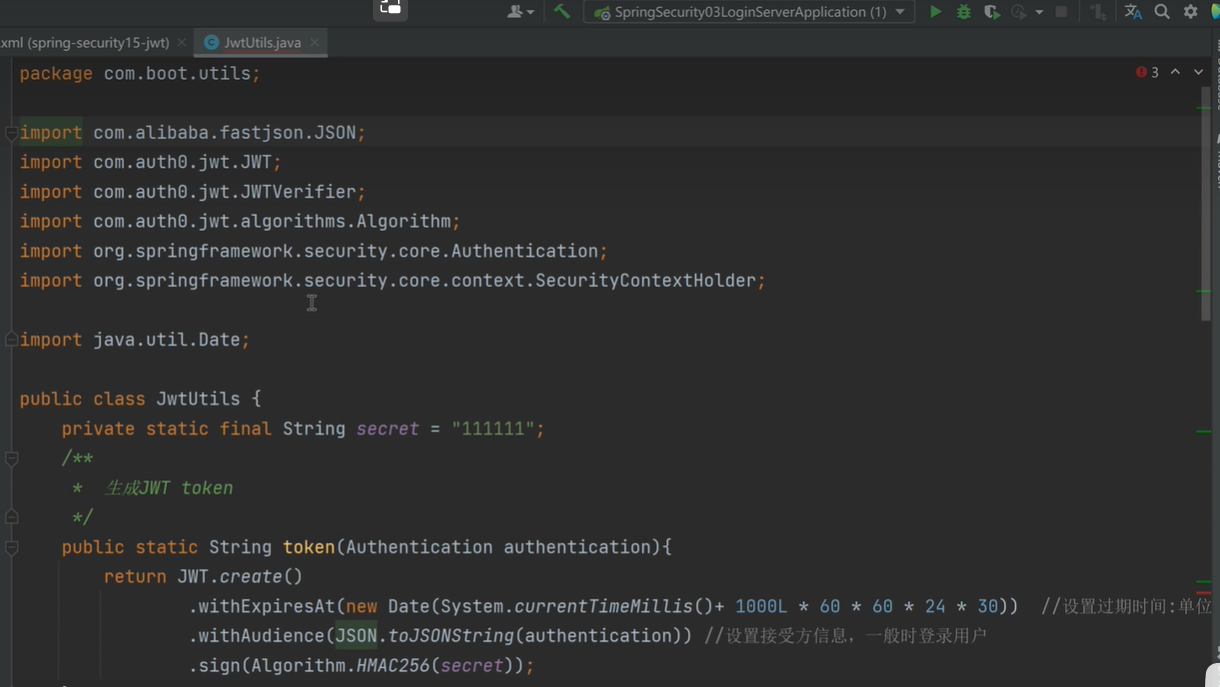 SpringSecurity03LoginServerApplication (1)
xml (spring-security15-jwt)
JwtUtils.java
package com.boot.utils;
3
import com.alibaba.fastjson.JSON;
import com.auth0.jwt.JWT;
import com.auth0.jwt.JWTVerifier;
import com.auth0.jwt.algorithms.Algorithm;
import org.springframework.security.core.Authentication;
import org.springframework.security.core.context.SecurityContextHolder;
import java.util.Date;
public class JwtUtils {
private static final String secret = "111111";
/**
* 生成JWT token
*/
public static String token(Authentication authentication){
return JWT.create()
.withExpiresAt(new Date(System.currentTimeMillis()+ 1000L * 60 * 60 * 24 * 30)) //设置过期时间:单位
.withAudience(JSON.toJSONString(authentication)) //设置接受方信息，一般时登录用户
.sign(Algorithm.HMAC256(secret));